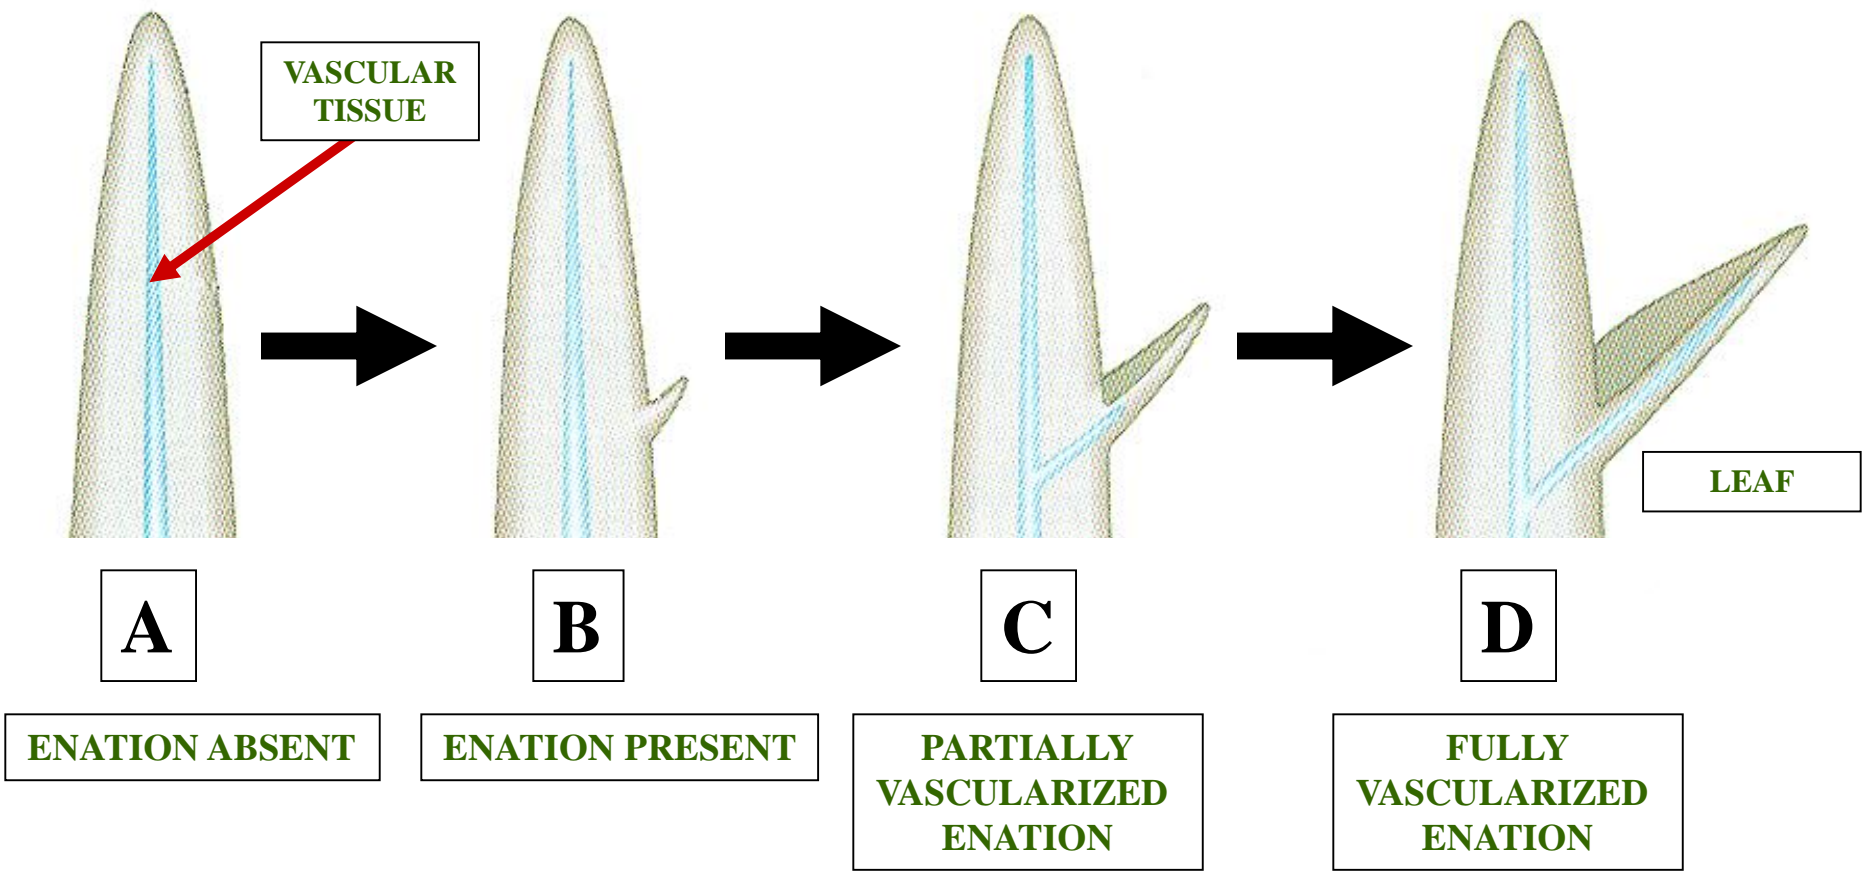 VASCULAR
TISSUE
LEAF
A
B
C
D
ENATION ABSENT
ENATION PRESENT
PARTIALLY
VASCULARIZED
ENATION
FULLY
VASCULARIZED
ENATION